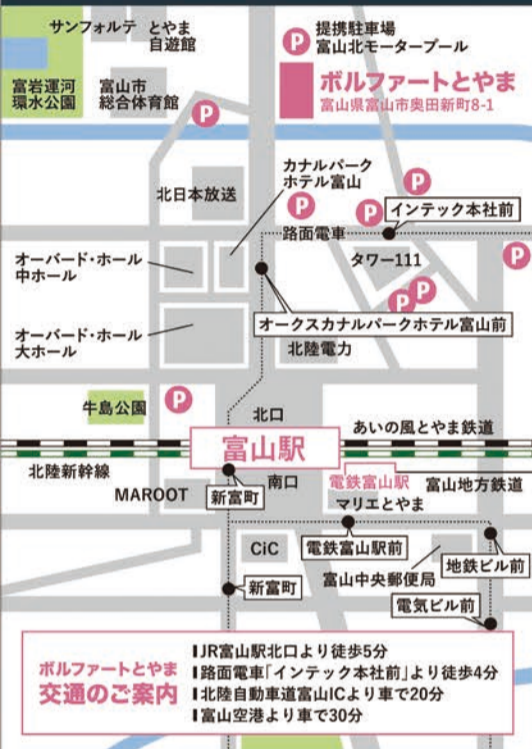 サンフォルテ
とやま
自遊館
P
提携駐車場
富山北モータープール
富岩運河
環水公園
富山市
総合体育館
ボルファートとやま
富山県富山市奥田新町8-1
P
北日本放送
カナルパーク
ホテル富山
P
P
P
インテック本社前
路面電車
P
オーバード・ホール
中ホール
タワー111
P
P
オークスカナルパークホテル富山前
オーバード・ホール
大ホール
北陸電力
牛島公園
P
北口
あいの風とやま鉄道
富山駅
北陸新幹線
南口
電鉄富山駅
富山地方鉄道
MAROOT
新富町
マリエとやま
CiC
電鉄富山駅前
地鉄ビル前
富山中央郵便局
新富町
電気ビル前
ボルファートとやま
交通のご案内
JR富山駅北口より徒歩5分
路面電車「インテック本社前」より徒歩4分
北陸自動車道富山ICより車で20分
富山空港より車で30分